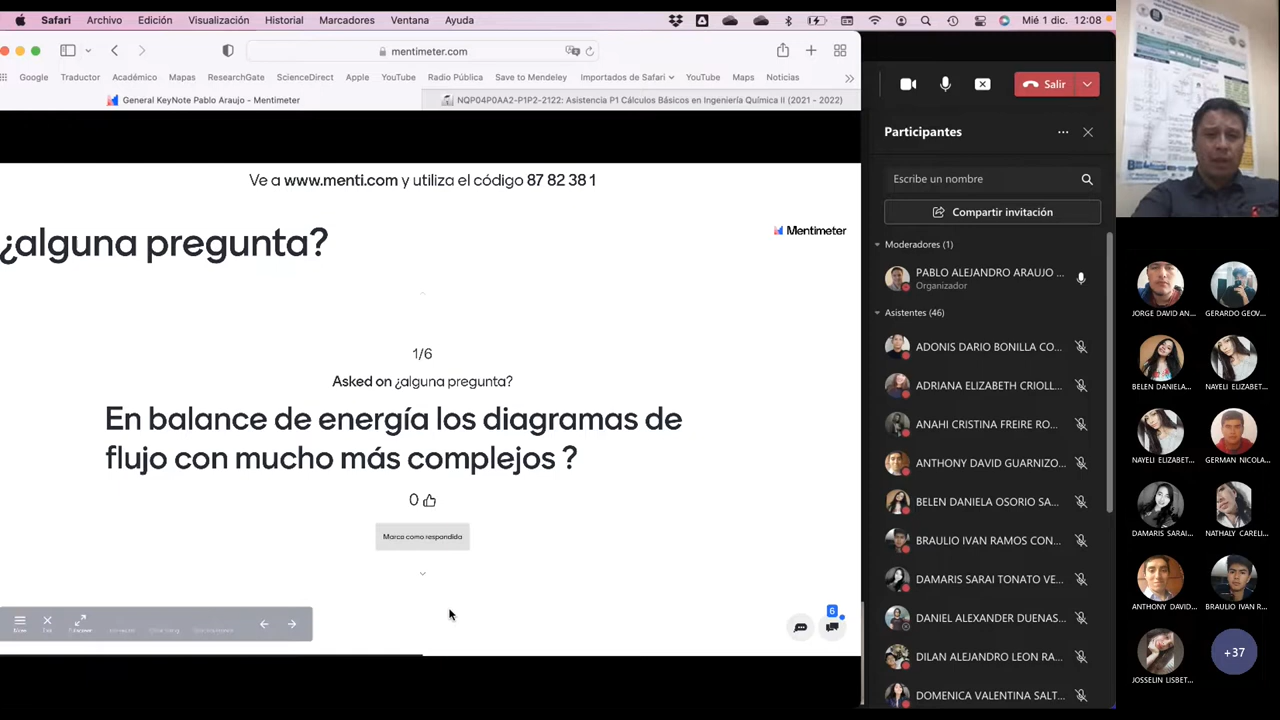 Safari Archivo Edición Visualización Historial Marcadores Ventana Ayuda Mié 1 dic. 12:08
mentimeter.com
Google Traductor Académico Mapas ResearchGate ScienceDirect Apple YouTube Radio Pública Save to Mendeley Importados de Safari YouTube Maps Noticias
General KeyNote Pablo Araujo - Mentimeter
NQP04P0AA2-P1P2-2122: Asistencia P1 Cálculos Básicos en Ingeniería Química II (2021 - 2022)
Ve a www.menti.com y utiliza el código 87 82 38 1
¿alguna pregunta?
Mentimeter
1/6
Asked on ¿alguna pregunta?
En balance de energía los diagramas de
flujo con mucho más complejos ?
0
Marca como respondida
6
Salir
Participantes
Escribe un nombre
Compartir invitación
Moderadores (1)
PABLO ALEJANDRO ARAUJO ...
Organizador
Asistentes (46)
ADONIS DARIO BONILLA CO...
ADRIANA ELIZABETH CRIOLL...
ANAHI CRISTINA FREIRE RO...
ANTHONY DAVID GUARNIZO...
BELEN DANIELA OSORIO SA...
BRAULIO IVAN RAMOS CON...
DAMARIS SARAI TONATO VE...
DANIEL ALEXANDER DUENAS...
DILAN ALEJANDRO LEON RA...
DOMENICA VALENTINA SALT...
JORGE DAVID AN...
GERARDO GEOV...
BELEN DANIELA...
NAYELI ELIZABET...
NAYELI ELIZABET...
GERMAN NICOLA...
DAMARIS SARAI...
NATHALY CARELI...
ANTHONY DAVID...
BRAULIO IVAN R...
JOSSELIN LISBET...
+37